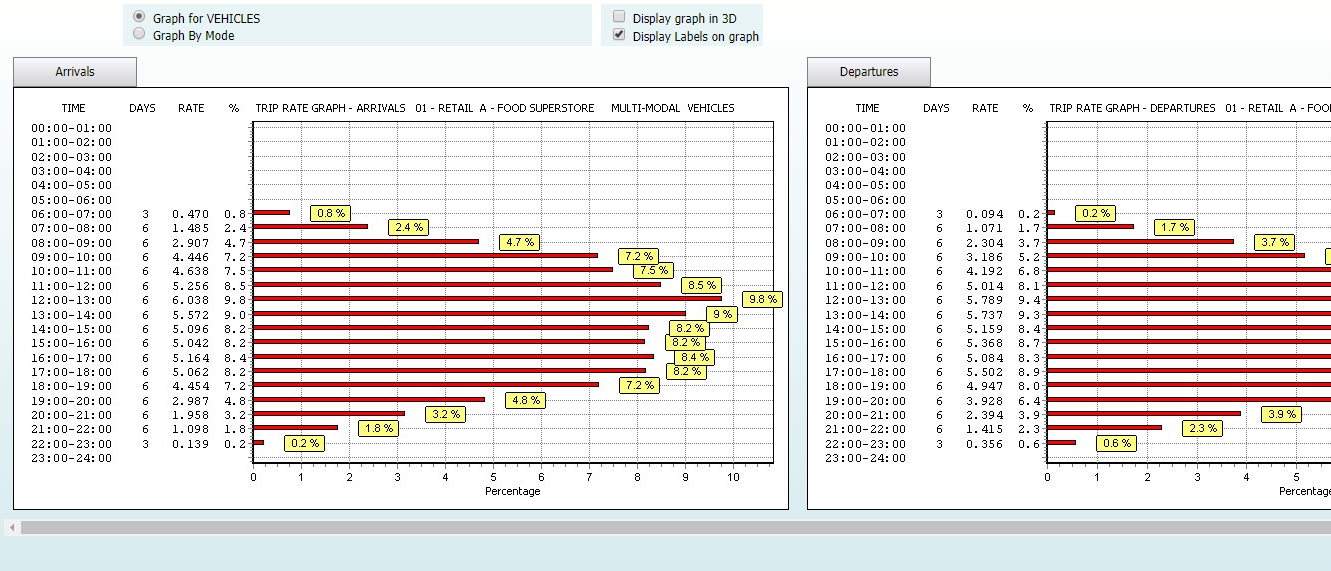 Graph for VEHICLES
Graph By Mode
Display graph in 3D
Display Labels on graph
Arrivals
TIME DAYS RATE % TRIP RATE GRAPH - ARRIVALS 01 - RETAIL A - FOOD SUPERSTORE MULTI-MODAL VEHICLES
00:00-01:00
01:00-02:00
02:00-03:00
03:00-04:00
04:00-05:00
05:00-06:00
06:00-07:00 3 0.470 0.8 0.8 %
07:00-08:00 6 1.485 2.4 2.4 %
08:00-09:00 6 2.907 4.7 4.7 %
09:00-10:00 6 4.446 7.2 7.2 %
10:00-11:00 6 4.638 7.5 7.5 %
11:00-12:00 6 5.256 8.5 8.5 %
12:00-13:00 6 6.038 9.8 9.8 %
13:00-14:00 6 5.572 9.0 9 %
14:00-15:00 6 5.096 8.2 8.2 %
15:00-16:00 6 5.042 8.2 8.2 %
16:00-17:00 6 5.164 8.4 8.4 %
17:00-18:00 6 5.062 8.2 8.2 %
18:00-19:00 6 4.454 7.2 7.2 %
19:00-20:00 6 2.987 4.8 4.8 %
20:00-21:00 6 1.958 3.2 3.2 %
21:00-22:00 6 1.098 1.8 1.8 %
22:00-23:00 3 0.139 0.2 0.2 %
23:00-24:00
0 1 2 3 4 5 6 7 8 9 10
Percentage
Departures
TIME DAYS RATE % TRIP RATE GRAPH - DEPARTURES 01 - RETAIL A - FOO
00:00-01:00
01:00-02:00
02:00-03:00
03:00-04:00
04:00-05:00
05:00-06:00
06:00-07:00 3 0.094 0.2 0.2 %
07:00-08:00 6 1.071 1.7 1.7 %
08:00-09:00 6 2.304 3.7 3.7 %
09:00-10:00 6 3.186 5.2
10:00-11:00 6 4.192 6.8
11:00-12:00 6 5.014 8.1
12:00-13:00 6 5.789 9.4
13:00-14:00 6 5.737 9.3
14:00-15:00 6 5.159 8.4
15:00-16:00 6 5.368 8.7
16:00-17:00 6 5.084 8.3
17:00-18:00 6 5.502 8.9
18:00-19:00 6 4.947 8.0
19:00-20:00 6 3.928 6.4
20:00-21:00 6 2.394 3.9 3.9 %
21:00-22:00 6 1.415 2.3 2.3 %
22:00-23:00 3 0.356 0.6 0.6 %
23:00-24:00
0 1 2 3 4 5
Percentag